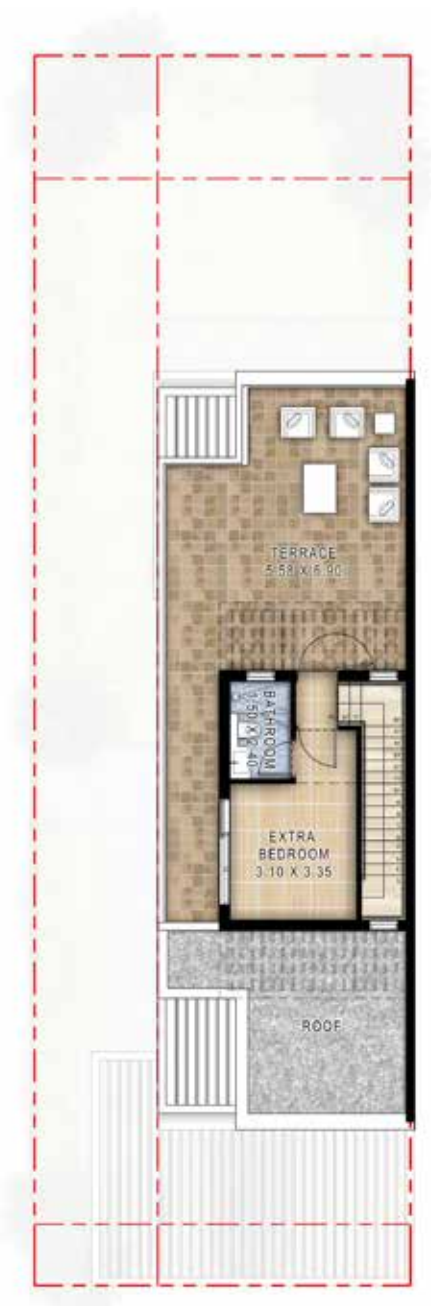 TERRACE
5.58 X 6.90
BATHROOM
1.50 X 2.40
EXTRA
BEDROOM
3.10 X 3.35
ROOF